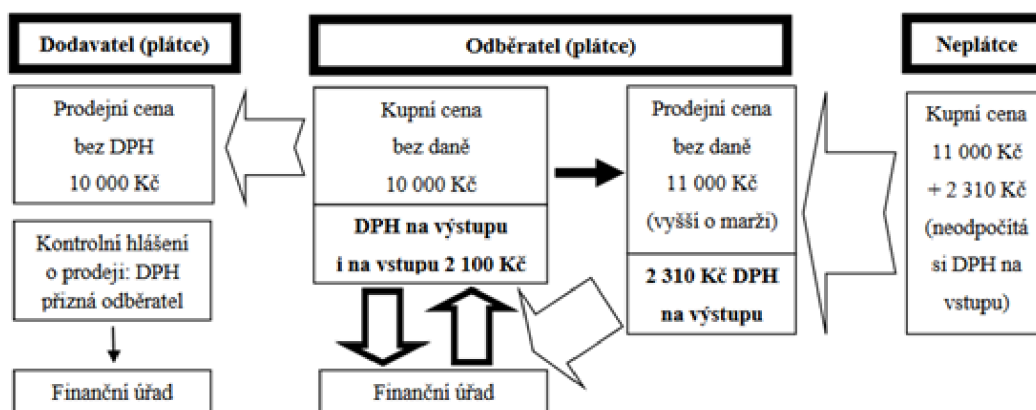 Dodavatel (plátce)
Prodejní cena
bez DPH
10 000 Kč
Kontrolní hlášení
o prodeji: DPH
přizná odběratel
Finanční úřad
Odběratel (plátce)
Kupní cena
bez daně
10 000 Kč
DPH na výstupu
i na vstupu 2 100 Kč
Finanční úřad
Prodejní cena
bez daně
11 000 Kč
(vyšší o marži)
2 310 Kč DPH
na výstupu
Neplátce
Kupní cena
11 000 Kč
+ 2 310 Kč
(neodpočítá
si DPH na
vstupu)